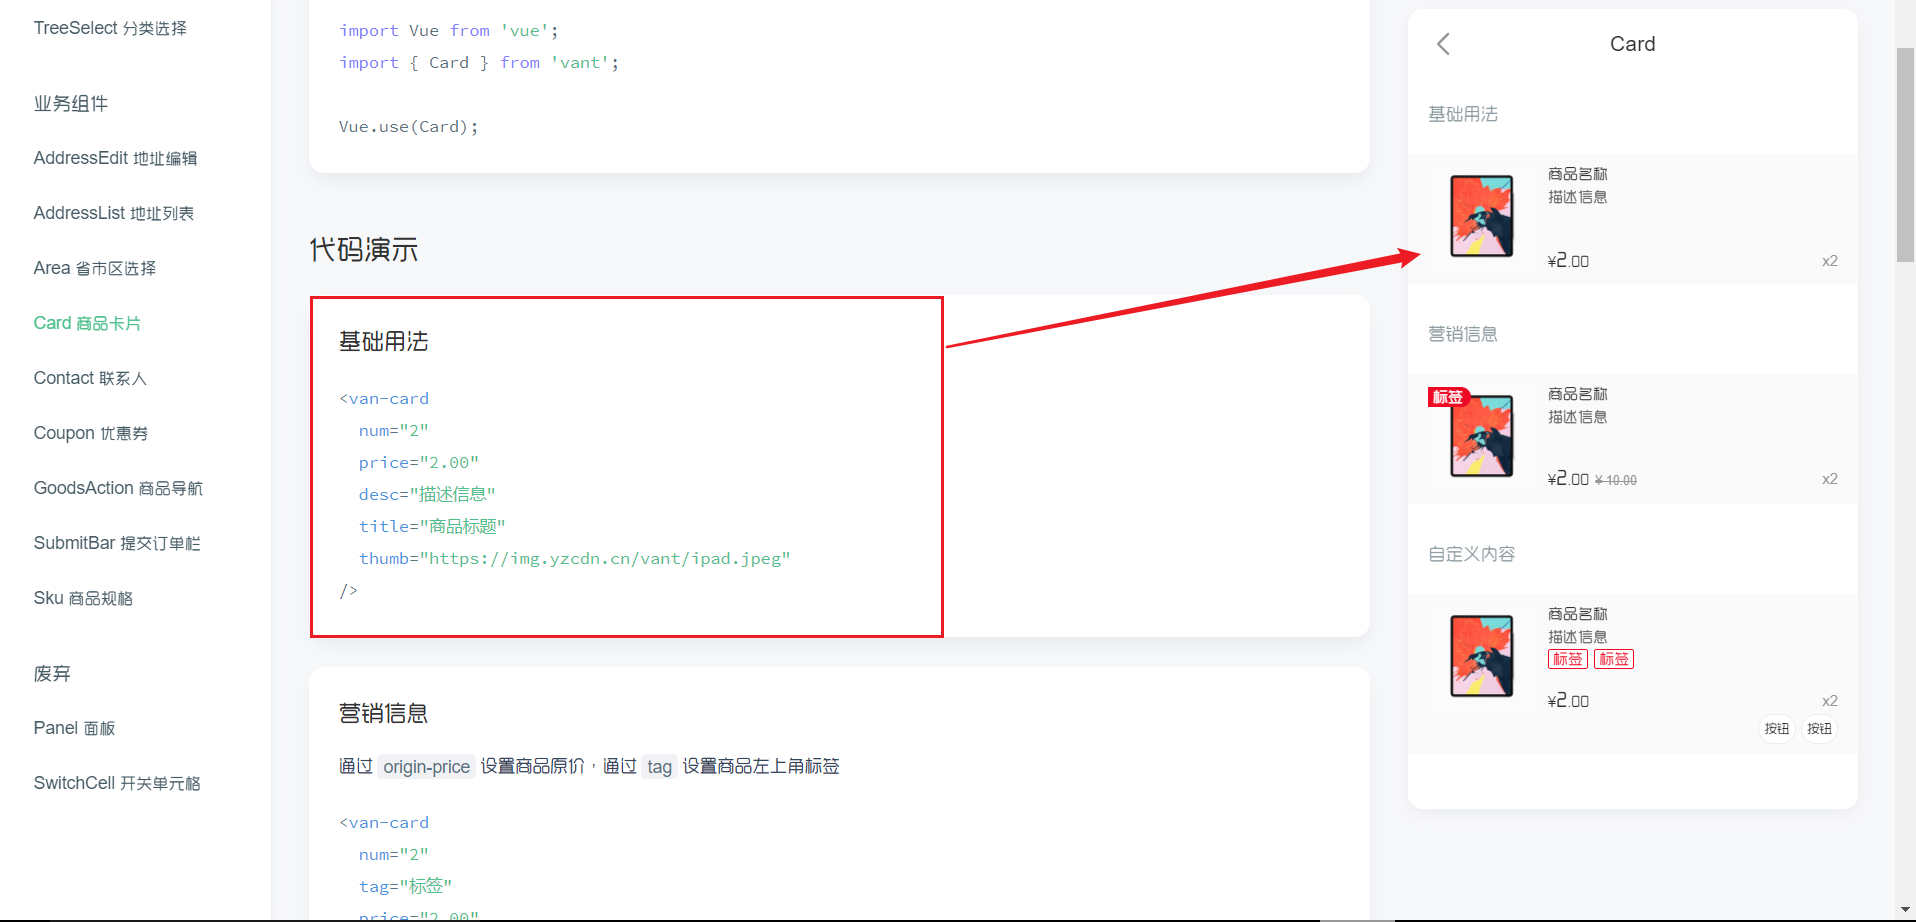 TreeSelect 分类选择
业务组件
AddressEdit 地址编辑
AddressList 地址列表
Area 省市区选择
Card 商品卡片
Contact 联系人
Coupon 优惠券
GoodsAction 商品导航
SubmitBar 提交订单栏
Sku 商品规格
废弃
Panel 面板
SwitchCell 开关单元格
import Vue from 'vue';
import { Card } from 'vant';
Vue.use(Card);
代码演示
基础用法
<van-card
num="2"
price="2.00"
desc="描述信息"
title="商品标题"
thumb="https://img.yzcdn.cn/vant/ipad.jpeg"
/>
营销信息
通过 origin-price 设置商品原价，通过 tag 设置商品左上角标签
<van-card
num="2"
tag="标签"
price="2.00"
Card
基础用法
商品名称
描述信息
¥2.00
x2
营销信息
标签
商品名称
描述信息
¥2.00 ¥ 10.00
x2
自定义内容
商品名称
描述信息
标签 标签
¥2.00
x2
按钮 按钮